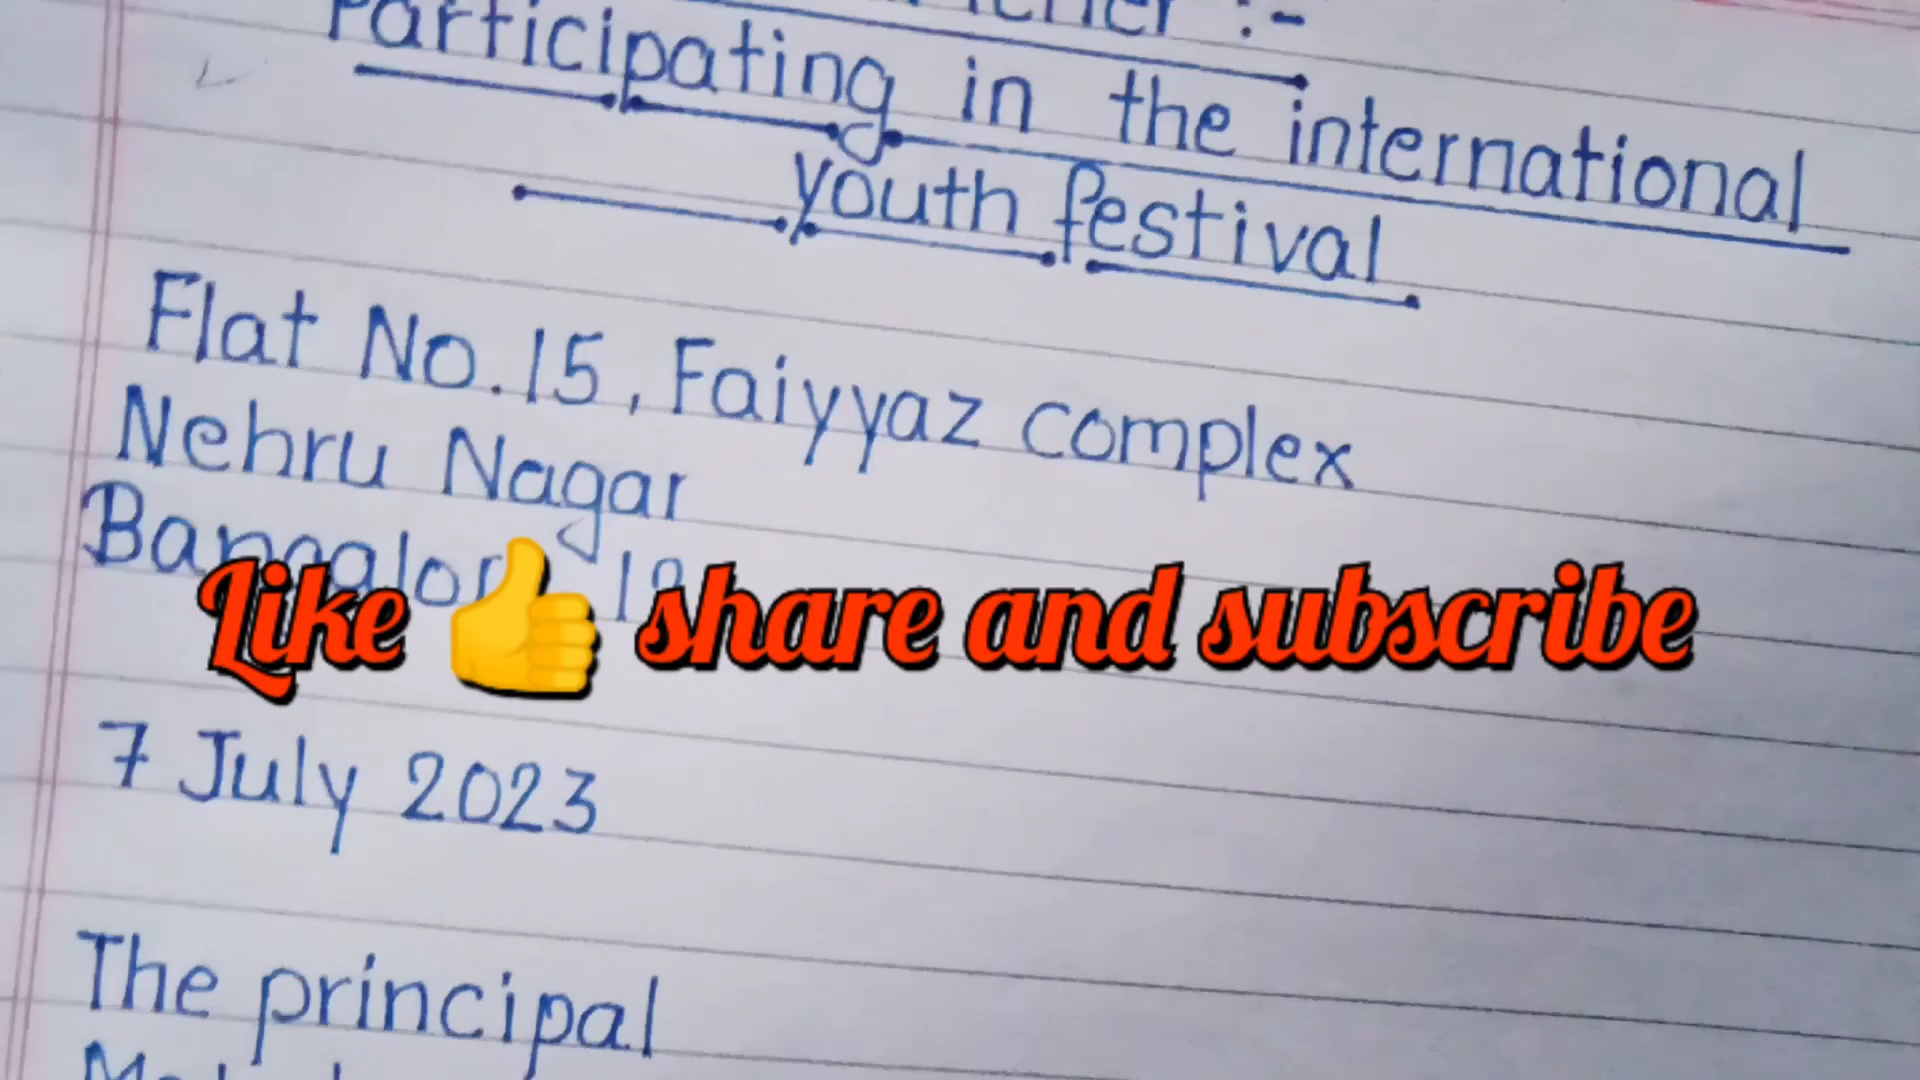 Participating in the international
youth festival
Flat No. 15, Faiyyaz complex
Nehru Nagar
Like 👍 share and subscribe
7 July 2023
The principal